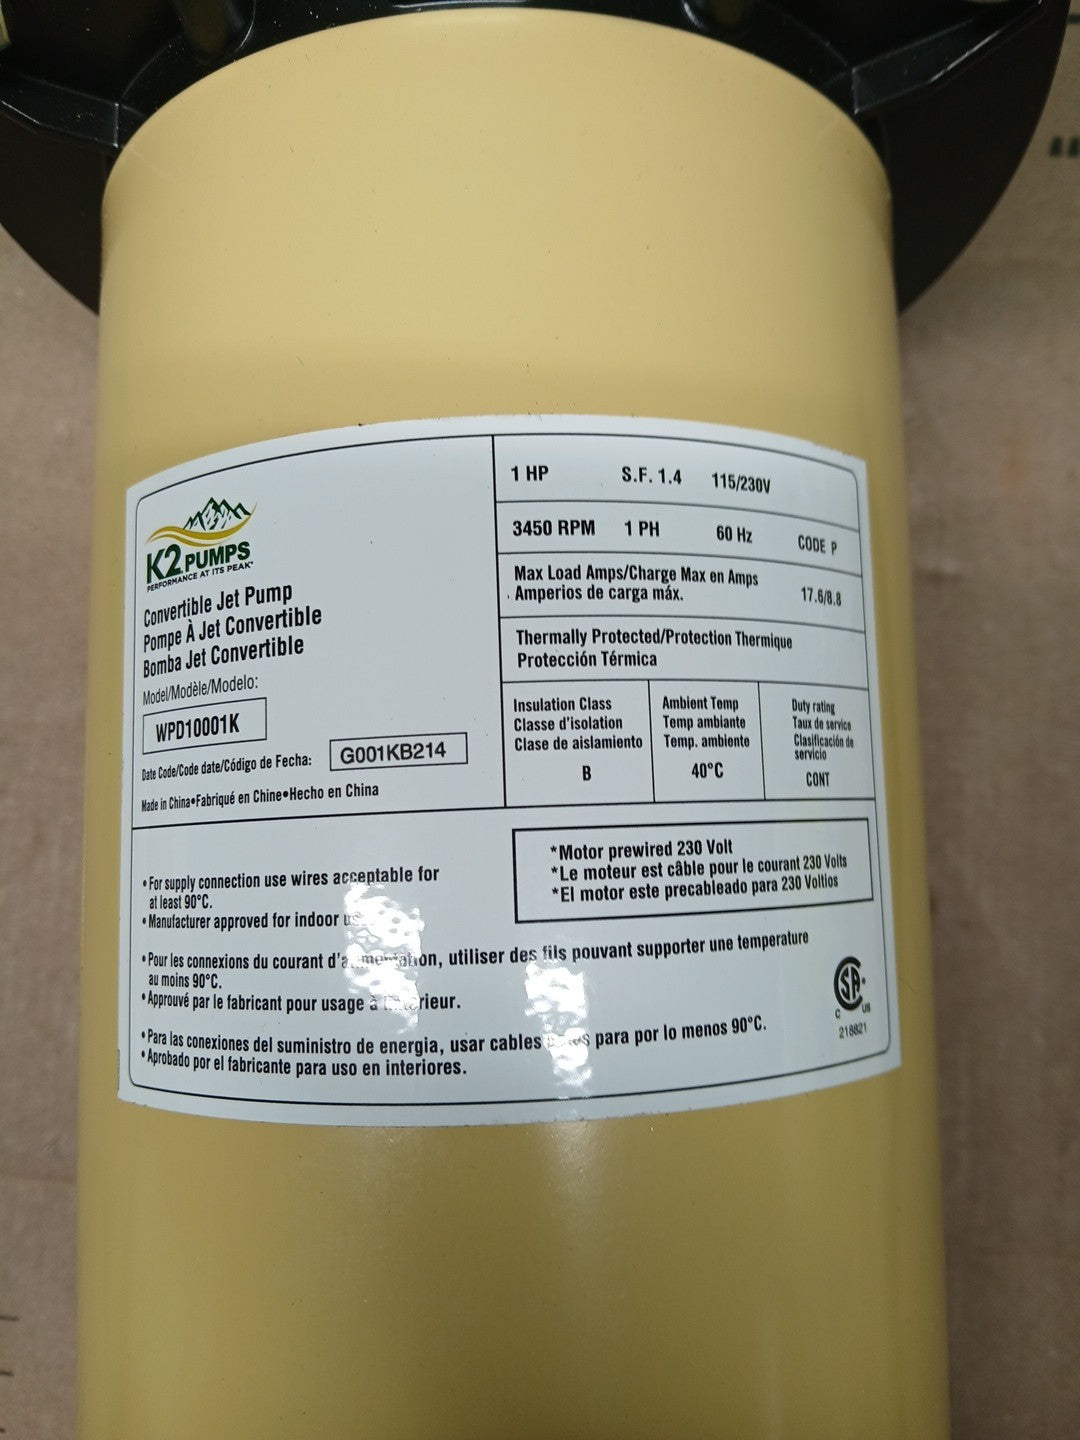 K2 PUMPS
PERFORMANCE AT ITS PEAK™
Convertible Jet Pump
Pompe À Jet Convertible
Bomba Jet Convertible
Model/Modèle/Modelo:
WPD10001K
Date Code/Code date/Código de Fecha: G001KB214
Made in China•Fabriqué en Chine•Hecho en China
1 HP S.F. 1.4 115/230V
3450 RPM 1 PH 60 Hz CODE P
Max Load Amps/Charge Max en Amps
Amperios de carga máx. 17.6/8.8
Thermally Protected/Protection Thermique
Protección Térmica
Insulation Class
Classe d'isolation
Clase de aislamiento
B
Ambient Temp
Temp ambiante
Temp. ambiente
40°C
Duty rating
Taux de service
Clasificación de
servicio
CONT
*Motor prewired 230 Volt
*Le moteur est câble pour le courant 230 Volts
*El motor este precableado para 230 Voltios
•For supply connection use wires acceptable for
at least 90°C.
•Manufacturer approved for indoor
•Pour les connexions du courant utiliser des fils pouvant supporter une temperature
au moins 90°C.
•Approuvé par le fabricant pour usage
•Para las conexiones del suministro de energia, usar cables para por lo menos 90°C.
•Aprobado por el fabricante para uso en interiores.
C SA US
218821